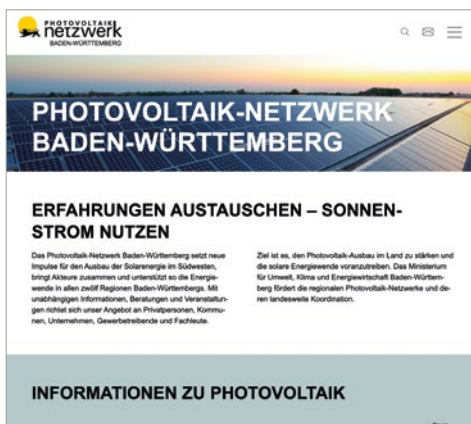 PHOTOVOLTAIK
netzwerk
BADEN-WÜRTTEMBERG
PHOTOVOLTAIK-NETZWERK
BADEN-WÜRTTEMBERG
ERFAHRUNGEN AUSTAUSCHEN – SONNEN-
STROM NUTZEN
Das Photovoltaik-Netzwerk Baden-Württemberg setzt neue
Impulse für den Ausbau der Solarenergie im Südwesten,
bringt Akteure zusammen und unterstützt so die Energie-
wende in allen zwölf Regionen Baden-Württembergs. Mit
unabhängigen Informationen, Beratungen und Veranstaltun-
gen richtet sich unser Angebot an Privatpersonen, Kommu-
nen, Unternehmen, Gewerbetreibende und Fachleute.
Ziel ist es, den Photovoltaik-Ausbau im Land zu stärken und
die solare Energiewende voranzutreiben. Das Ministerium
für Umwelt, Klima und Energiewirtschaft Baden-Württem-
berg fördert die regionalen Photovoltaik-Netzwerke und de-
ren landesweite Koordination.
INFORMATIONEN ZU PHOTOVOLTAIK